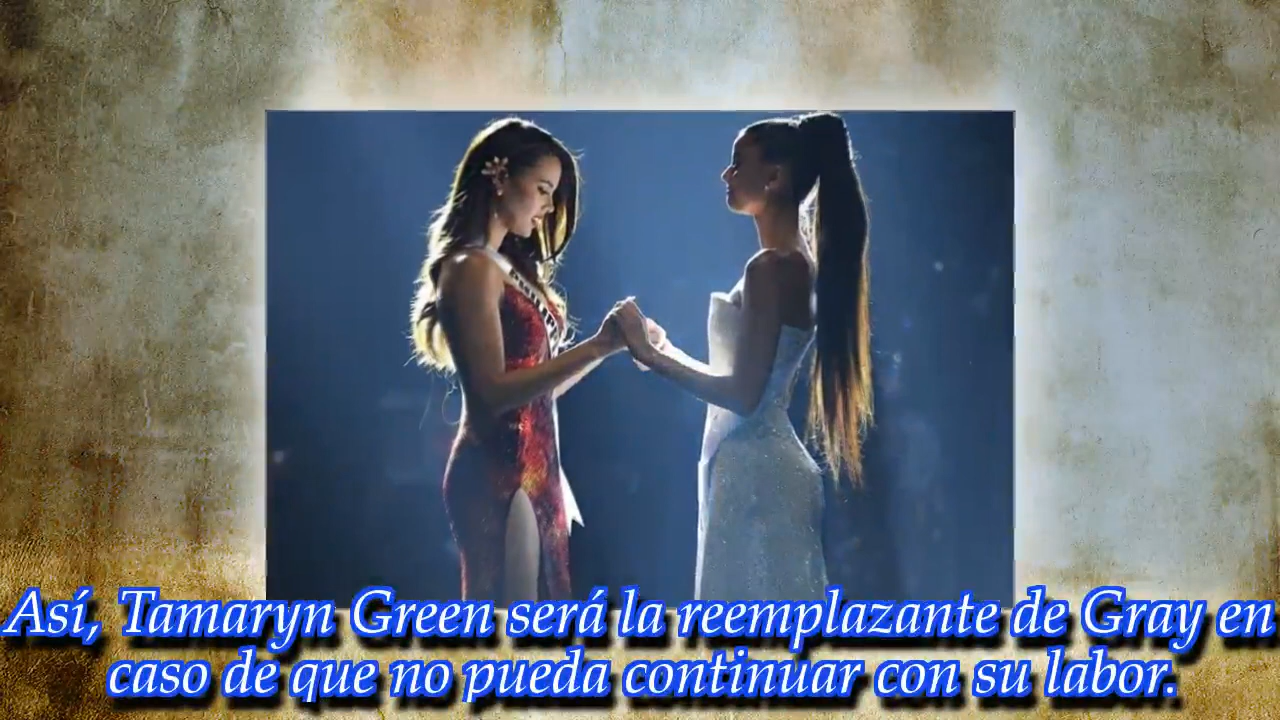 Así, Tamaryn Green será la reemplazante de Gray en
caso de que no pueda continuar con su labor.